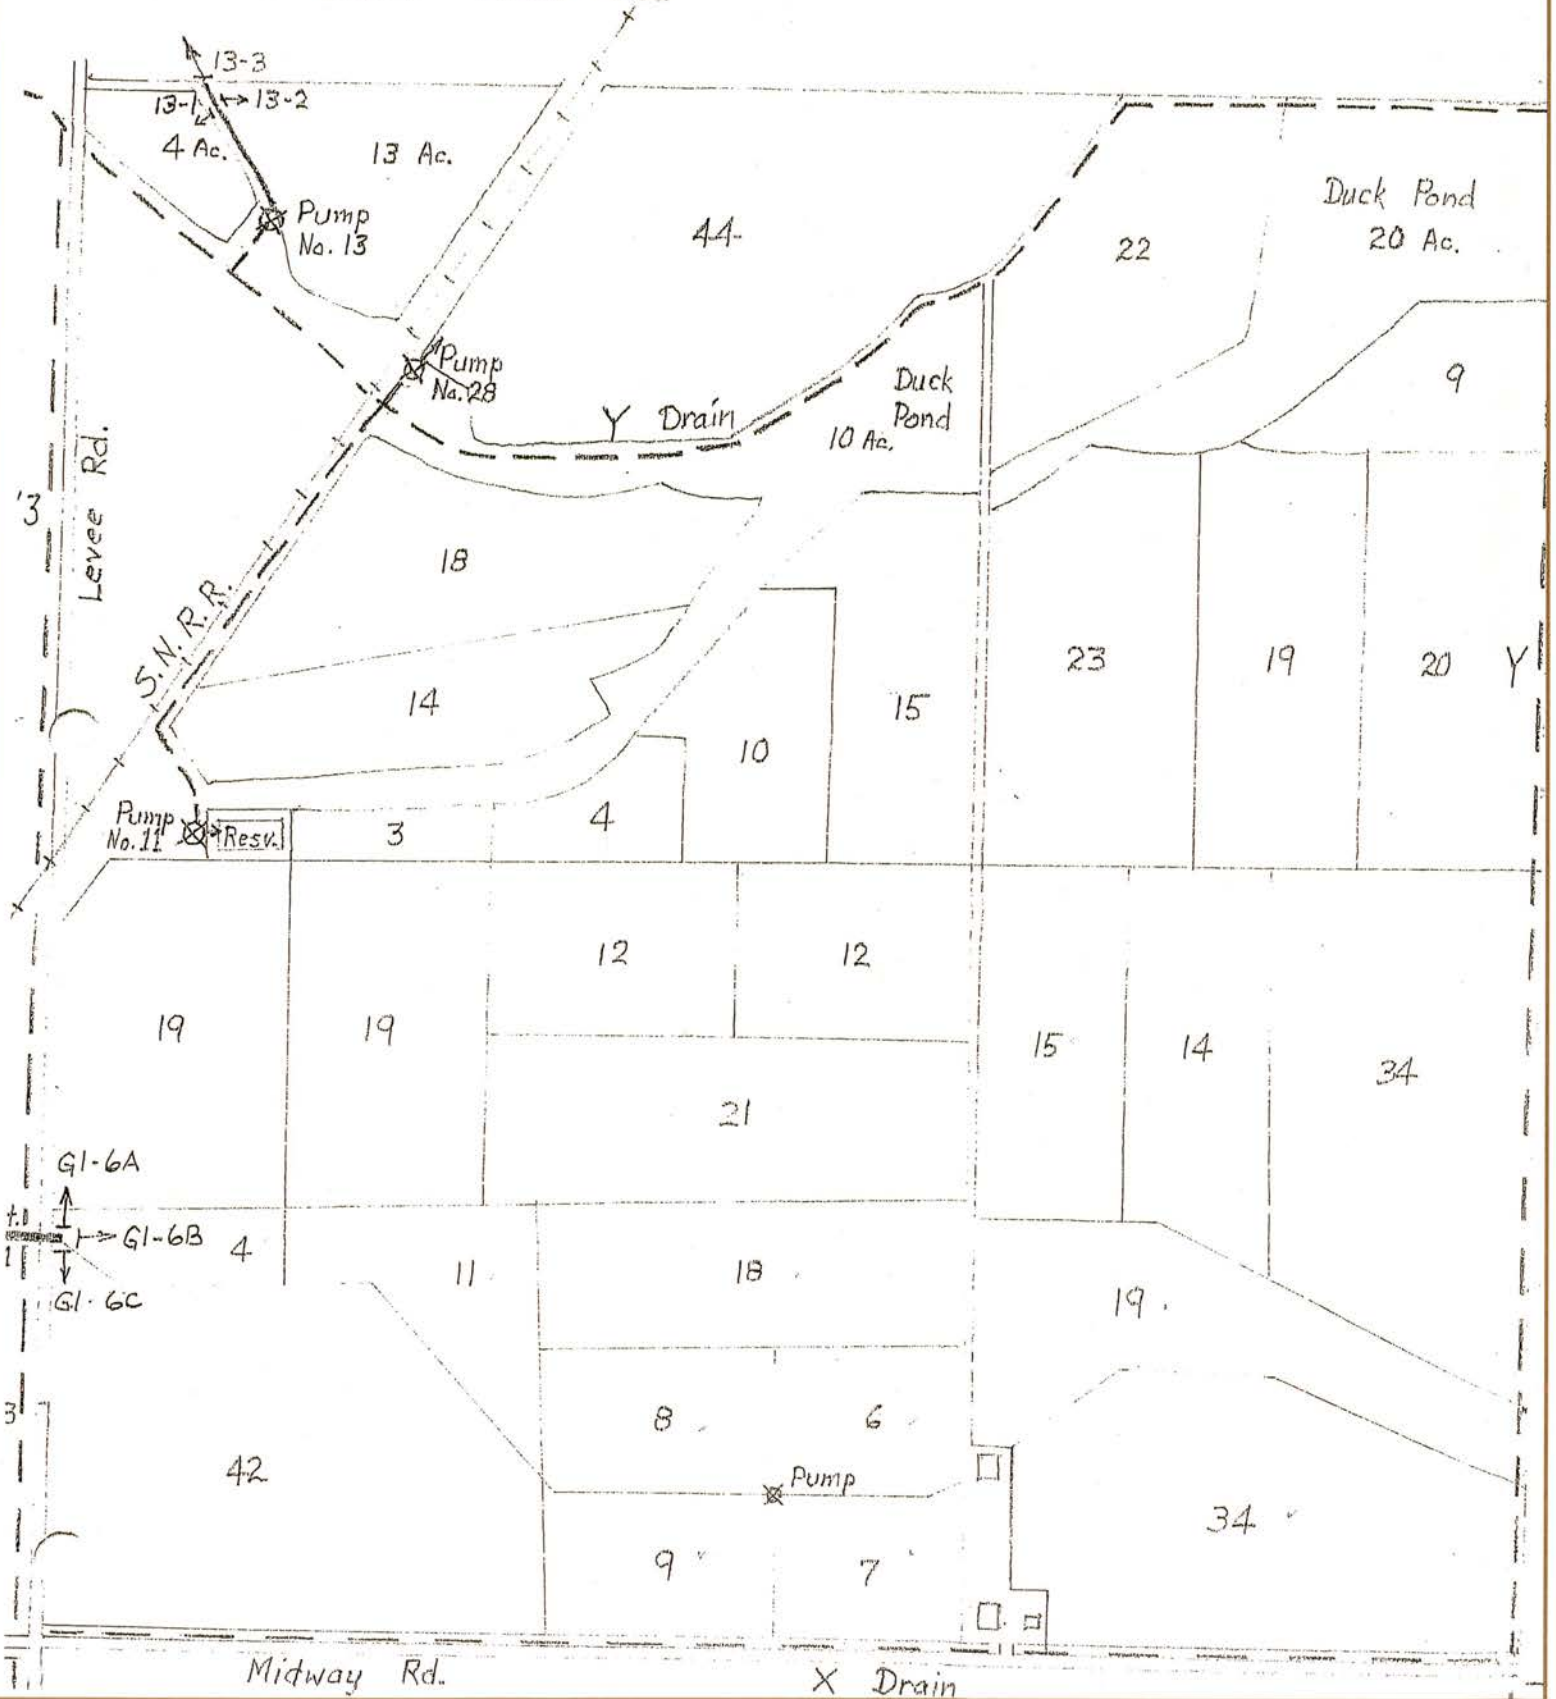 13-3
13-1
13-2
4 Ac.
13 Ac.
Pump
No. 13
44
22
Duck Pond
20 Ac.
9
Pump
No. 28
Y Drain
Duck
Pond
10 Ac.
Levee Rd.
3
S.N.R.R.
18
14
10
15
23
19
20
Y
Pump
No. 11
Resv.
3
4
12
12
19
19
21
15
14
34
G1-6A
G1-6B
G1-6C
t.
1
4
11
18
19
3
42
8
6
Pump
9
7
34
Midway Rd.
X Drain